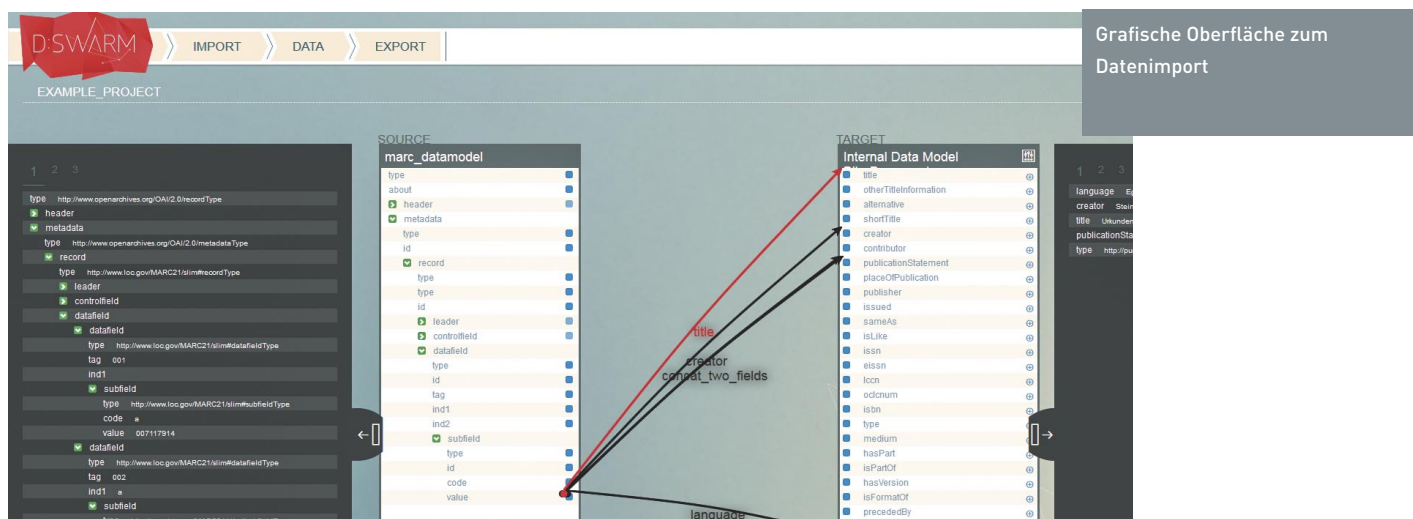 D:SWARM
IMPORT
DATA
EXPORT
Grafische Oberfläche zum
Datenimport
EXAMPLE_PROJECT
1 2 3
type http://www.openarchives.org/OAI/2.0/recordType
header
metadata
type http://www.openarchives.org/OAI/2.0/metadataType
record
type http://www.loc.gov/MARC21/slim#recordType
leader
controlfield
datafield
datafield
type http://www.loc.gov/MARC21/slim#datafieldType
tag 001
ind1
subfield
type http://www.loc.gov/MARC21/slim#subfieldType
code a
value 007117914
datafield
type http://www.loc.gov/MARC21/slim#datafieldType
tag 002
ind1 a
subfield
SOURCE
marc_datamodel
type
about
header
metadata
type
id
record
type
type
id
leader
controlfield
datafield
type
id
tag
ind1
ind2
subfield
type
id
code
value
title
creator
concat_two_fields
language
TARGET
Internal Data Model
title
otherTitleInformation
alternative
shortTitle
creator
contributor
publicationStatement
placeOfPublication
publisher
issued
sameAs
isLike
issn
eissn
lccn
oclcnum
isbn
type
medium
hasPart
isPartOf
hasVersion
isFormatOf
precededBy
1 2 3
language
creator
title
type